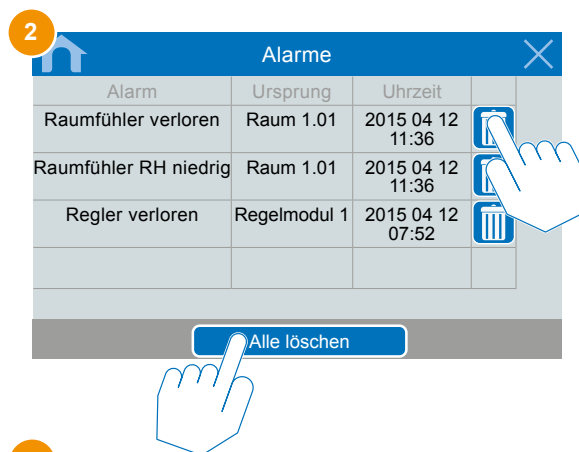 2
Alarme
Alarm Ursprung Uhrzeit
Raumfühler verloren Raum 1.01 2015 04 12
11:36
Raumfühler RH niedrig Raum 1.01 2015 04 12
11:36
Regler verloren Regelmodul 1 2015 04 12
07:52
Alle löschen